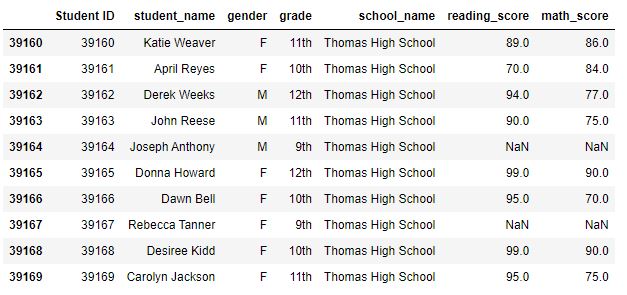 Student ID student_name gender grade school_name reading_score math_score
39160 39160 Katie Weaver F 11th Thomas High School 89.0 86.0
39161 39161 April Reyes F 10th Thomas High School 70.0 84.0
39162 39162 Derek Weeks M 12th Thomas High School 94.0 77.0
39163 39163 John Reese M 11th Thomas High School 90.0 75.0
39164 39164 Joseph Anthony M 9th Thomas High School NaN NaN
39165 39165 Donna Howard F 12th Thomas High School 99.0 90.0
39166 39166 Dawn Bell F 10th Thomas High School 95.0 70.0
39167 39167 Rebecca Tanner F 9th Thomas High School NaN NaN
39168 39168 Desiree Kidd F 10th Thomas High School 99.0 90.0
39169 39169 Carolyn Jackson F 11th Thomas High School 95.0 75.0